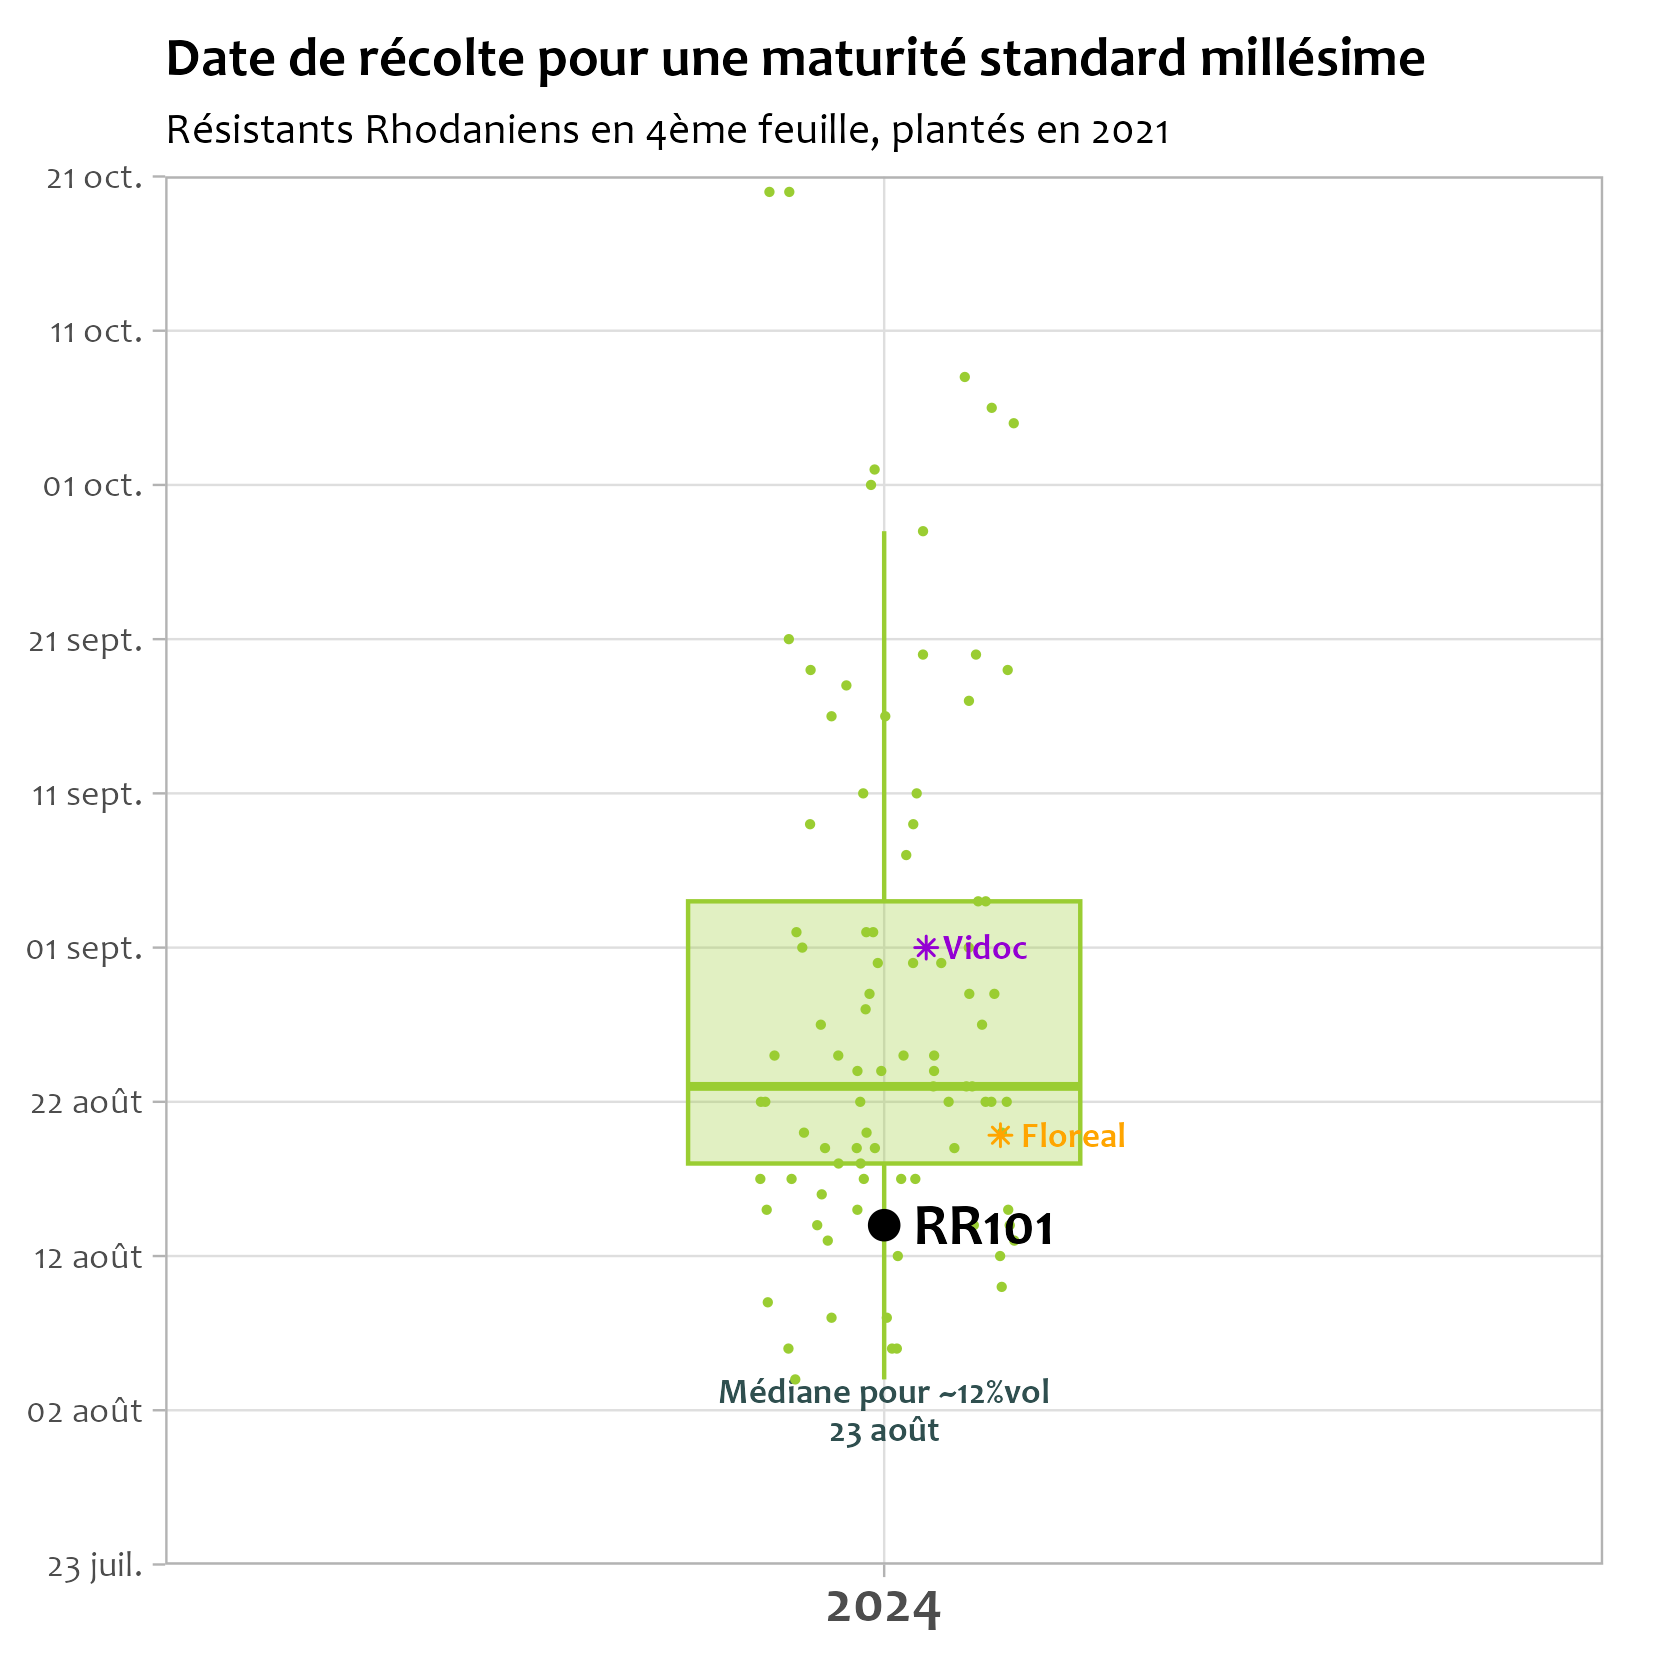 Date de récolte pour une maturité standard millésime
Résistants Rhodaniens en 4ème feuille, plantés en 2021
21 oct.
11 oct.
01 oct.
21 sept.
11 sept.
01 sept.
Vidoc
22 août
Floreal
RR101
12 août
Médiane pour ~12%vol
02 août
23 août
23 juil.
2024